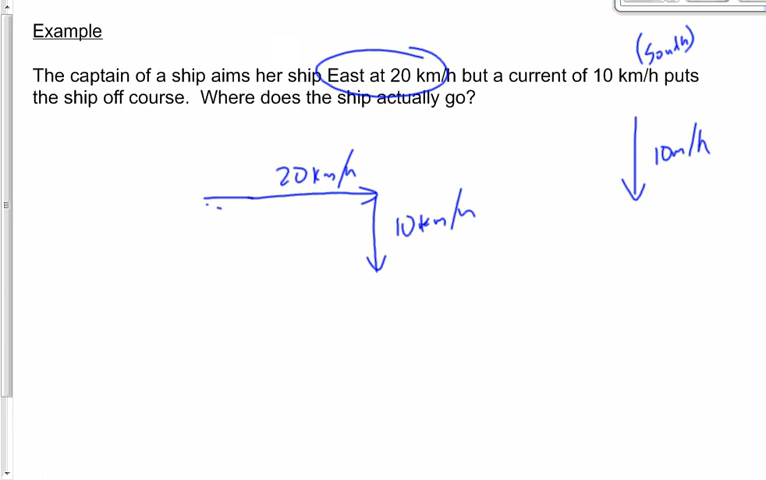 Example
(South)
The captain of a ship aims her ship East at 20 km/h but a current of 10 km/h puts
the ship off course. Where does the ship actually go?
10m/h
20km/h
10km/h